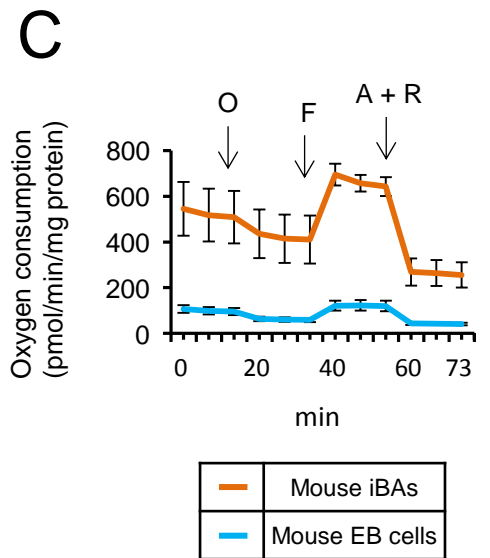 C
O
F
A + R
Oxygen consumption
(pmol/min/mg protein)
800
600
400
200
0
0
20
40
60
73
min
Mouse iBAs
Mouse EB cells